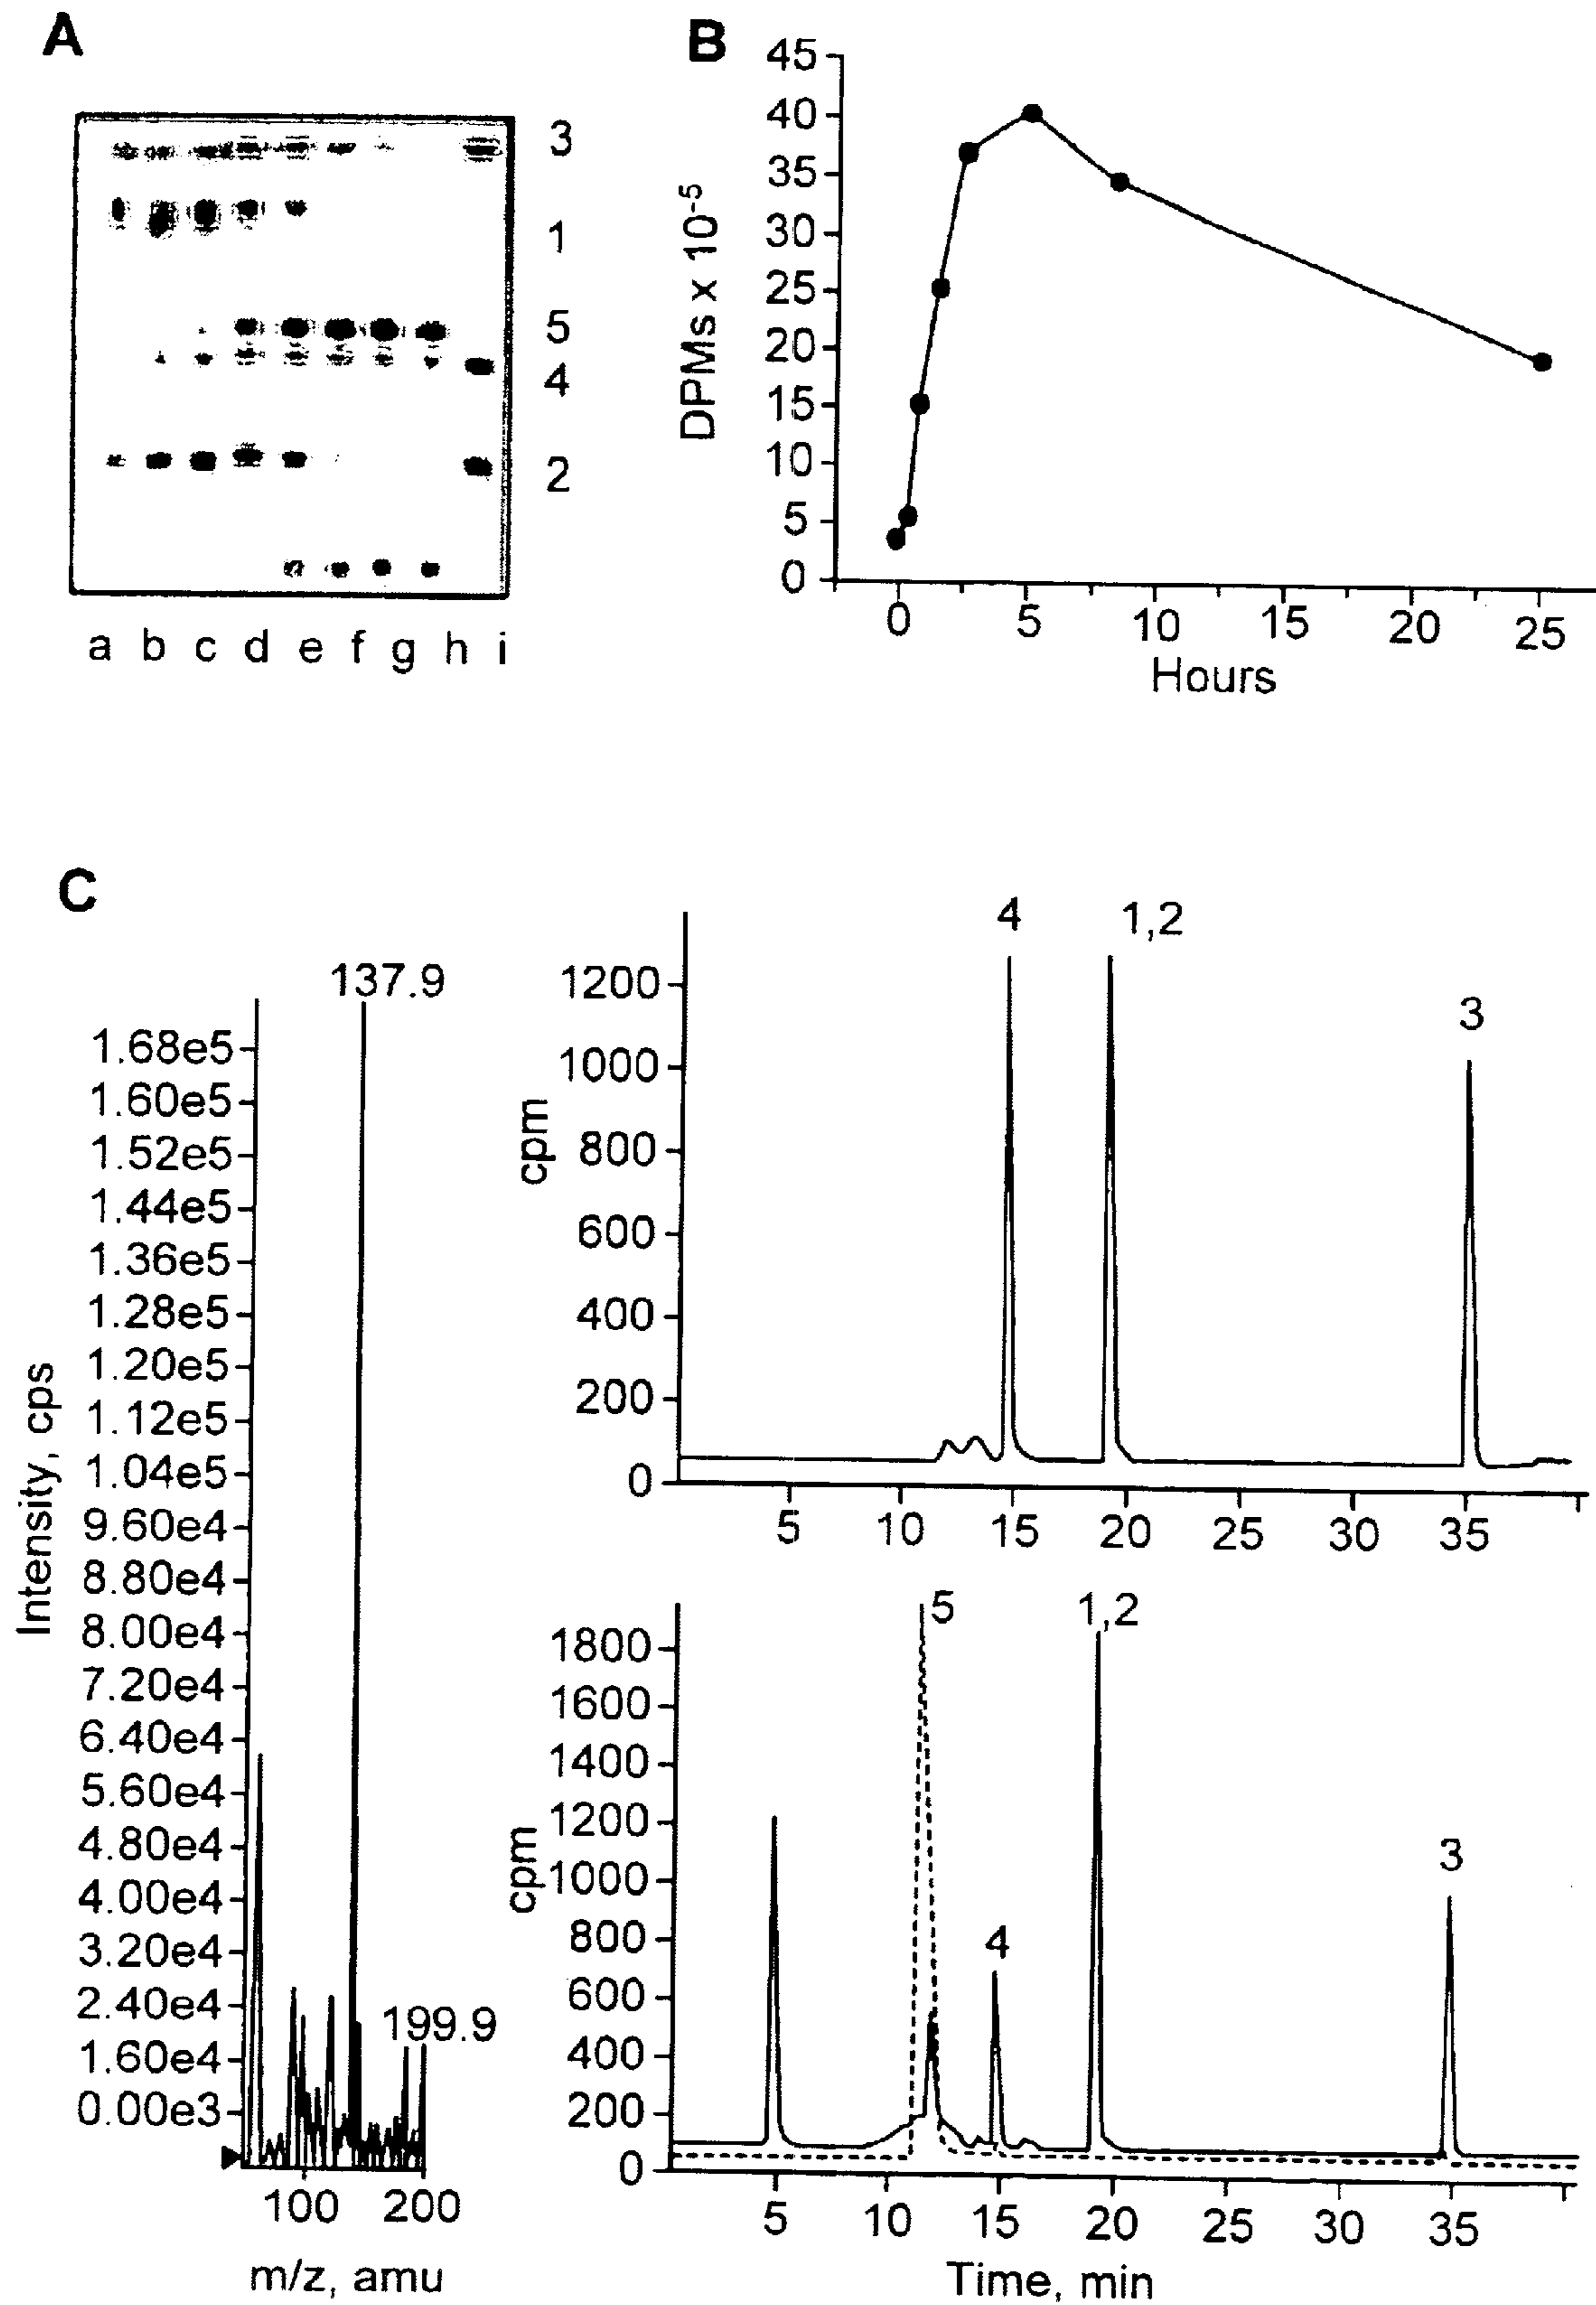 A
3
1
5
4
2
a b c d e f g h i
B
DPMs x 10-5
45
40
35
30
25
20
15
10
5
0
0 5 10 15 20 25
Hours
C
137.9
Intensity, cps
1.68e5
1.60e5
1.52e5
1.44e5
1.36e5
1.28e5
1.20e5
1.12e5
1.04e5
9.60e4
8.80e4
8.00e4
7.20e4
6.40e4
5.60e4
4.80e4
4.00e4
3.20e4
2.40e4
1.60e4
0.00e3
199.9
100 200
m/z, amu
4 1,2 3
cpm
1200
1000
800
600
400
200
0
5 10 15 20 25 30 35
5 1,2
4 3
cpm
1800
1600
1400
1200
1000
800
600
400
200
0
5 10 15 20 25 30 35
Time, min